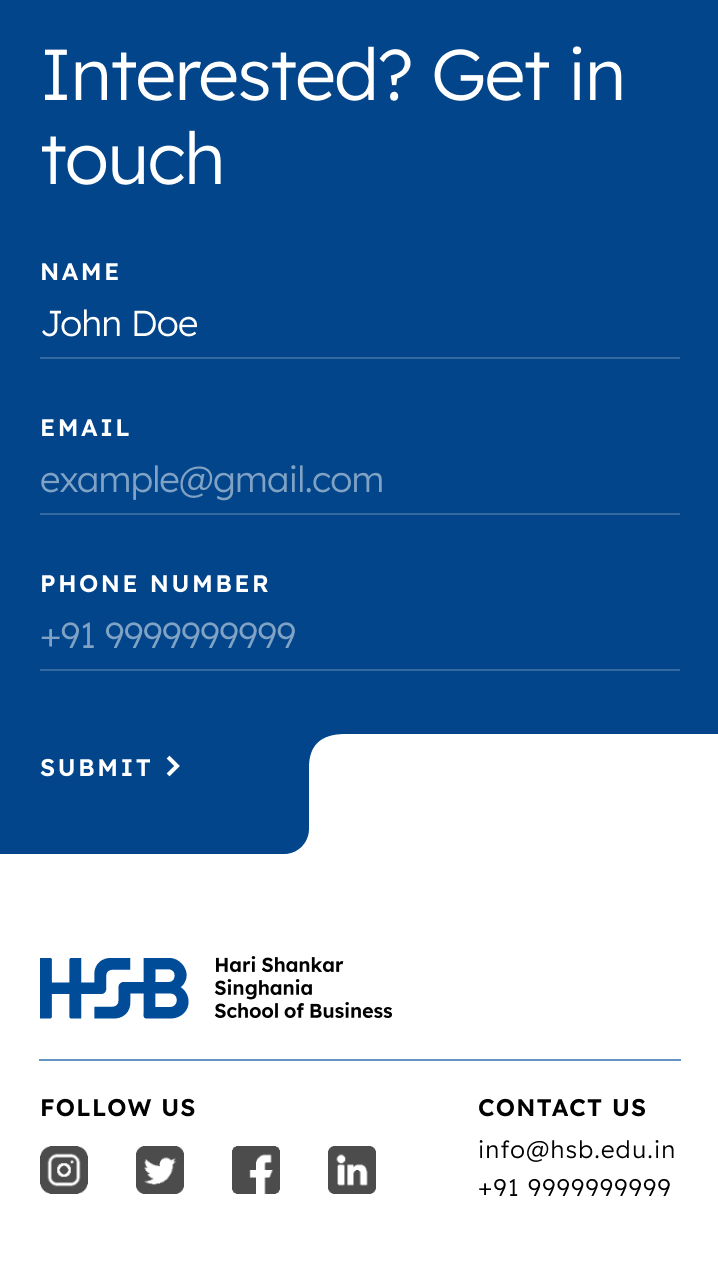 Interested? Get in
touch
NAME
John Doe
EMAIL
example@gmail.com
PHONE NUMBER
+91 9999999999
SUBMIT
HSB
Hari Shankar
Singhania
School of Business
FOLLOW US
in
CONTACT US
info@hsb.edu.in
+91 9999999999